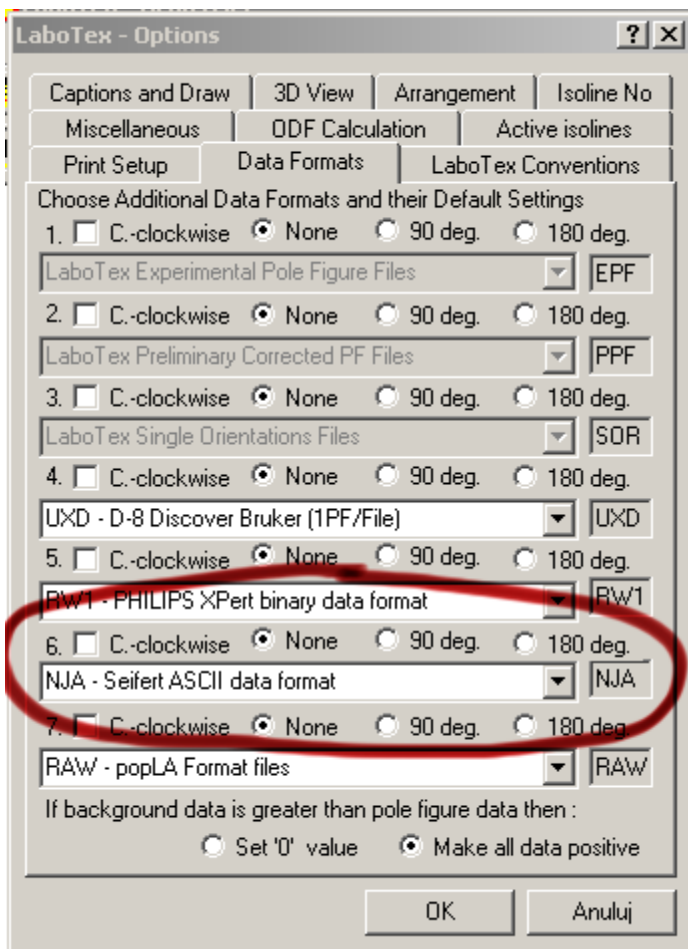 LaboTex - Options
Captions and Draw 3D View Arrangement Isoline No
Miscellaneous ODF Calculation Active isolines
Print Setup Data Formats LaboTex Conventions
Choose Additional Data Formats and their Default Settings
1. C.-clockwise None 90 deg. 180 deg.
LaboTex Experimental Pole Figure Files EPF
2. C.-clockwise None 90 deg. 180 deg.
LaboTex Preliminary Corrected PF Files PPF
3. C.-clockwise None 90 deg. 180 deg.
LaboTex Single Orientations Files SOR
4. C.-clockwise None 90 deg. 180 deg.
UXD - D-8 Discover Bruker (1PF/File) UXD
5. C.-clockwise None 90 deg. 180 deg.
RW1 - PHILIPS XPert binary data format RW1
6. C.-clockwise None 90 deg. 180 deg.
NJA - Seifert ASCII data format NJA
7. C.-clockwise None 90 deg. 180 deg.
RAW - popLA Format files RAW
If background data is greater than pole figure data then :
Set '0' value Make all data positive
OK Anuluj